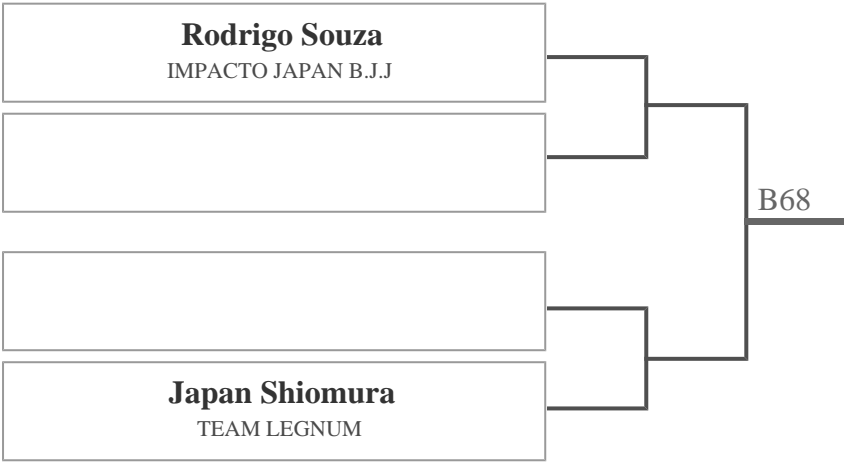 Rodrigo Souza
IMPACTO JAPAN B.J.J
B68
Japan Shiomura
TEAM LEGNUM